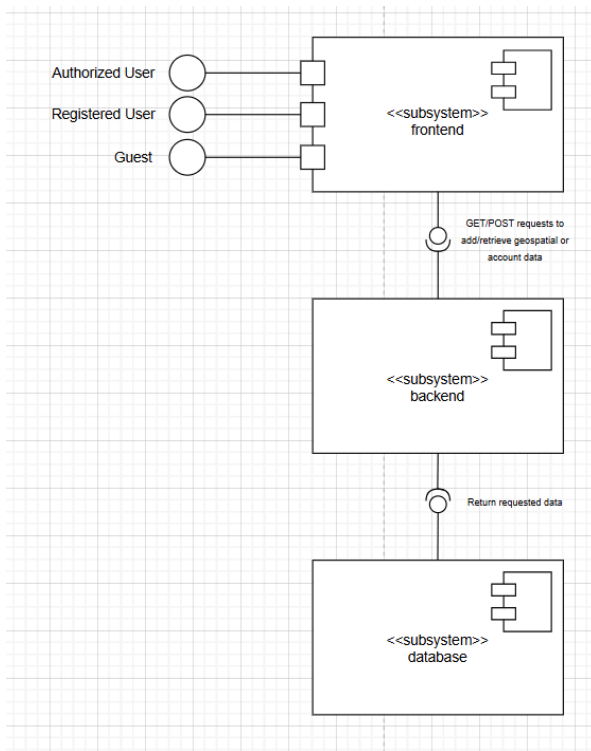 Authorized User
Registered User
Guest
<<subsystem>>
frontend
GET/POST requests to
add/retrieve geospatial or
account data
<<subsystem>>
backend
Return requested data
<<subsystem>>
database